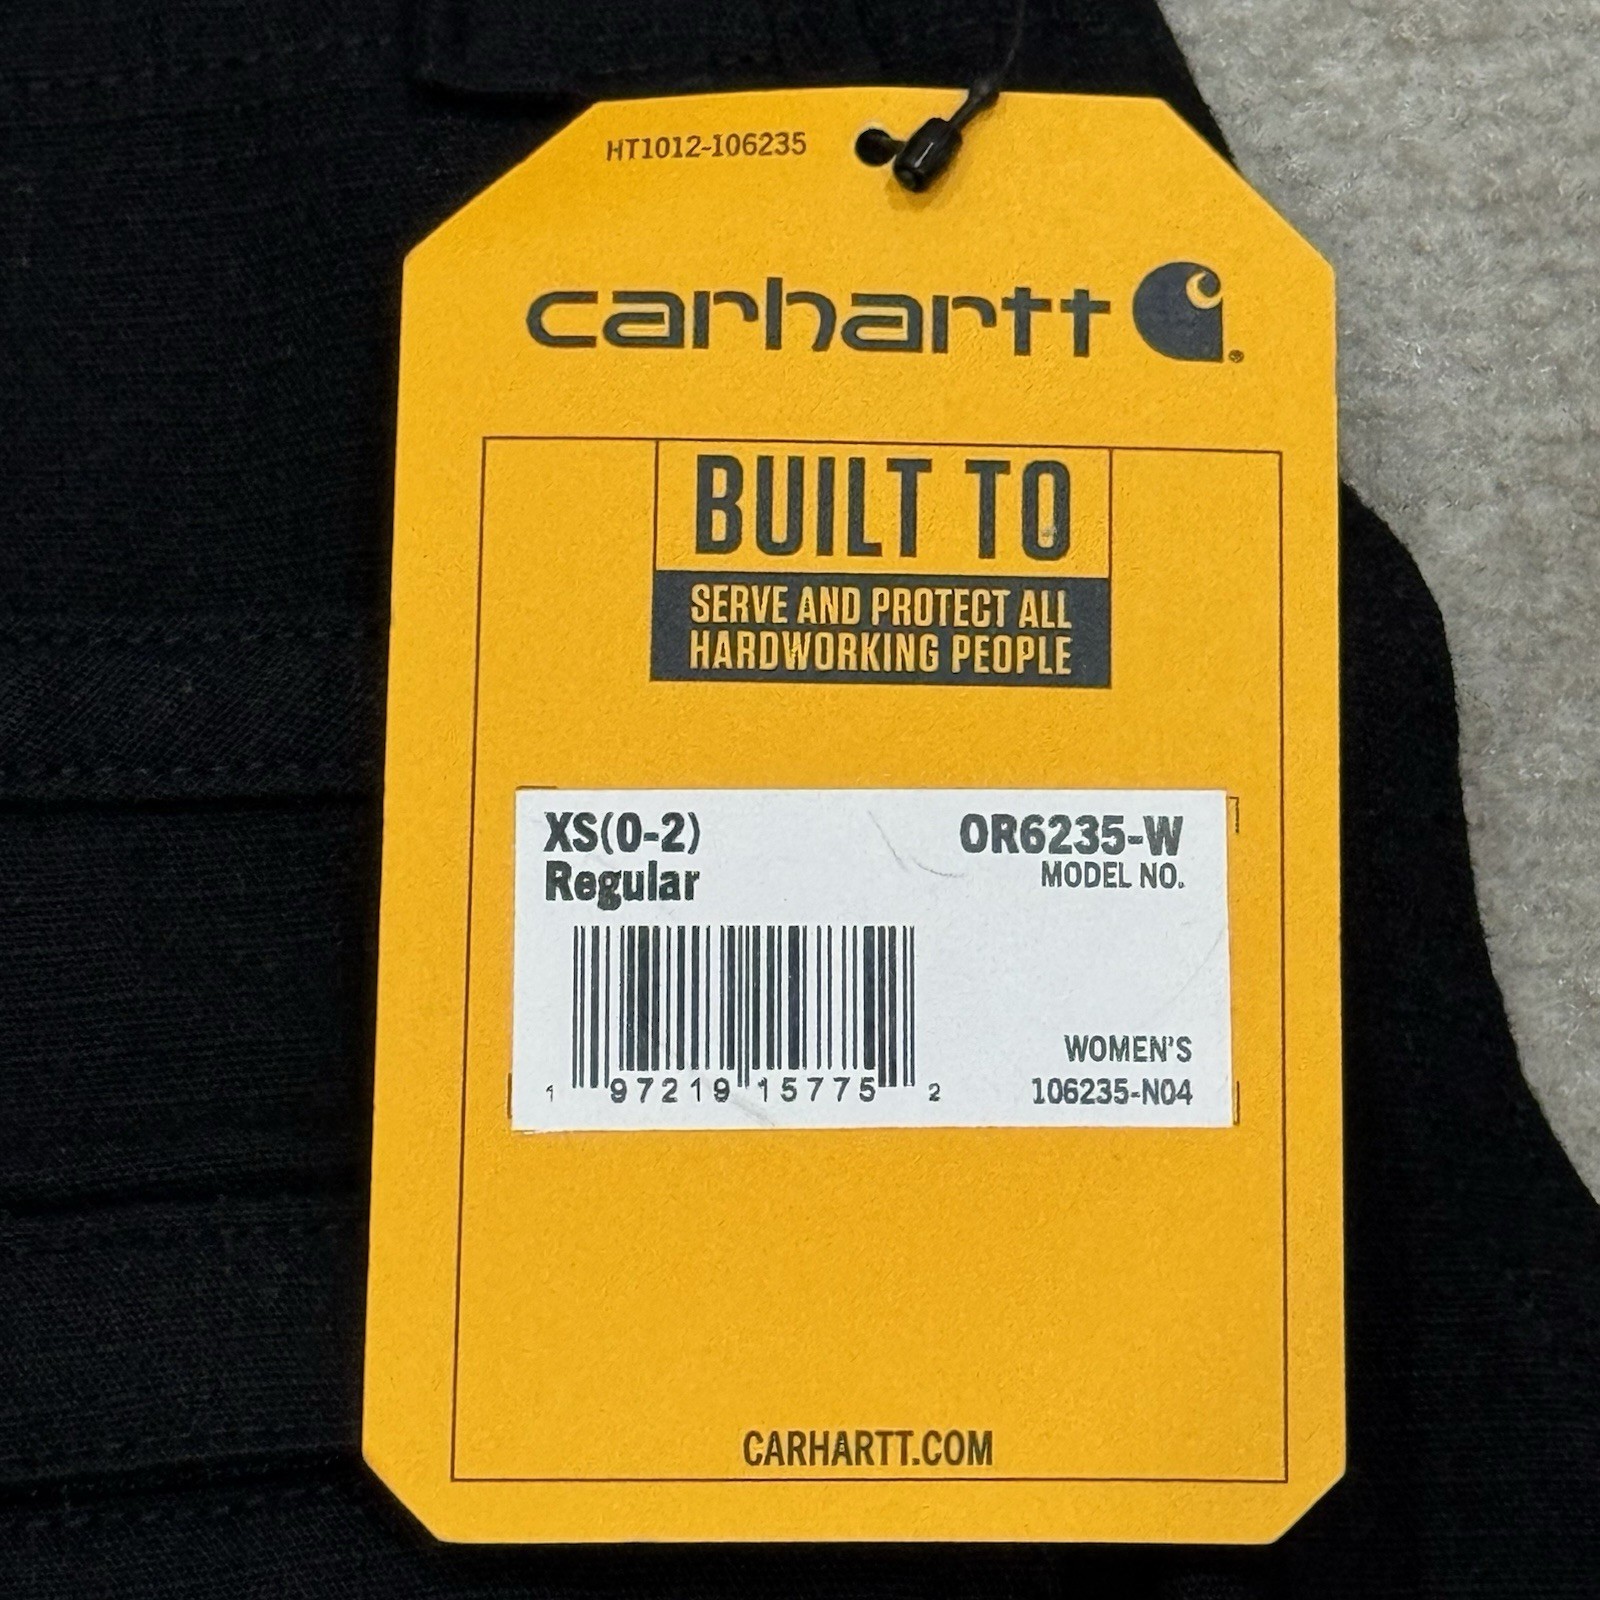 HT1012-106235
carhartt
BUILT TO
SERVE AND PROTECT ALL
HARDWORKING PEOPLE
XS(0-2)
Regular
OR6235-W
MODEL NO.
1 97219 15775 2
WOMEN'S
106235-N04
CARHARTT.COM